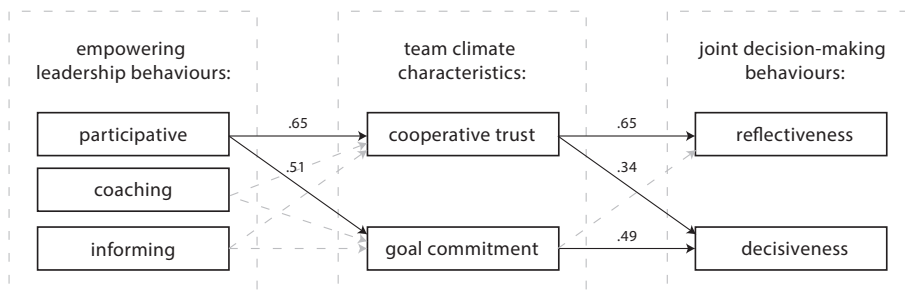 empowering
leadership behaviours:
team climate
characteristics:
joint decision-making
behaviours:
participative
.65
cooperative trust
.65
reflectiveness
.51
.34
coaching
informing
goal commitment
.49
decisiveness